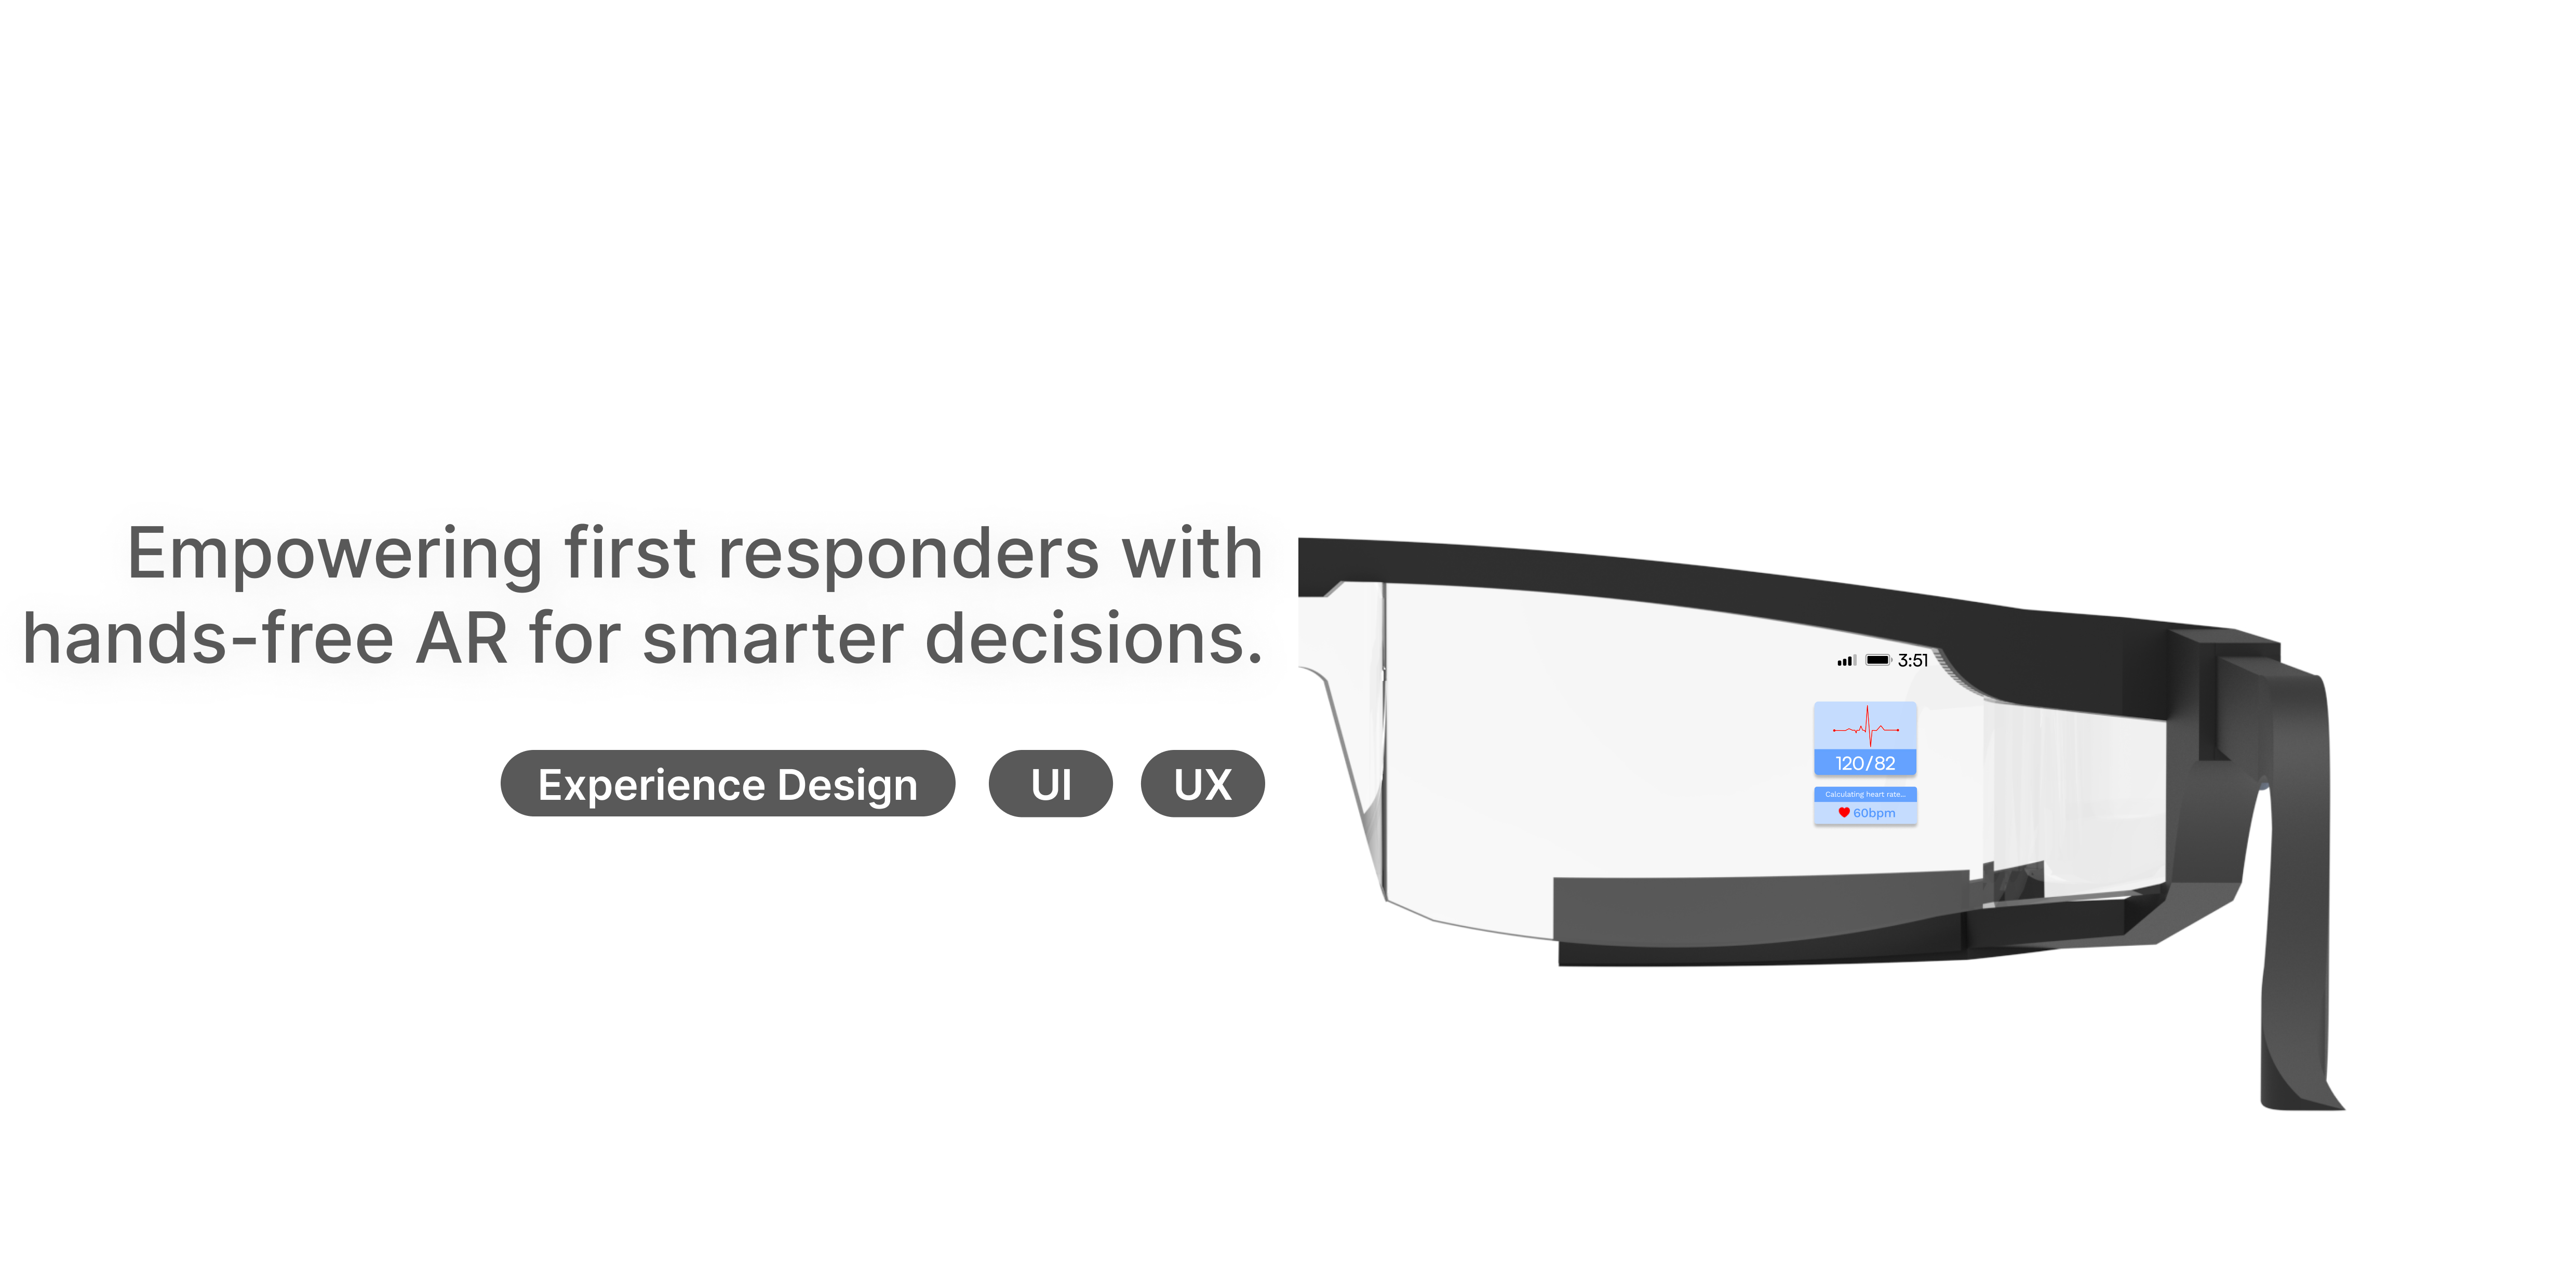 Empowering first responders with
hands-free AR for smarter decisions.
Experience Design UI UX
3:51
120/82
Calculating heart rate...
60bpm